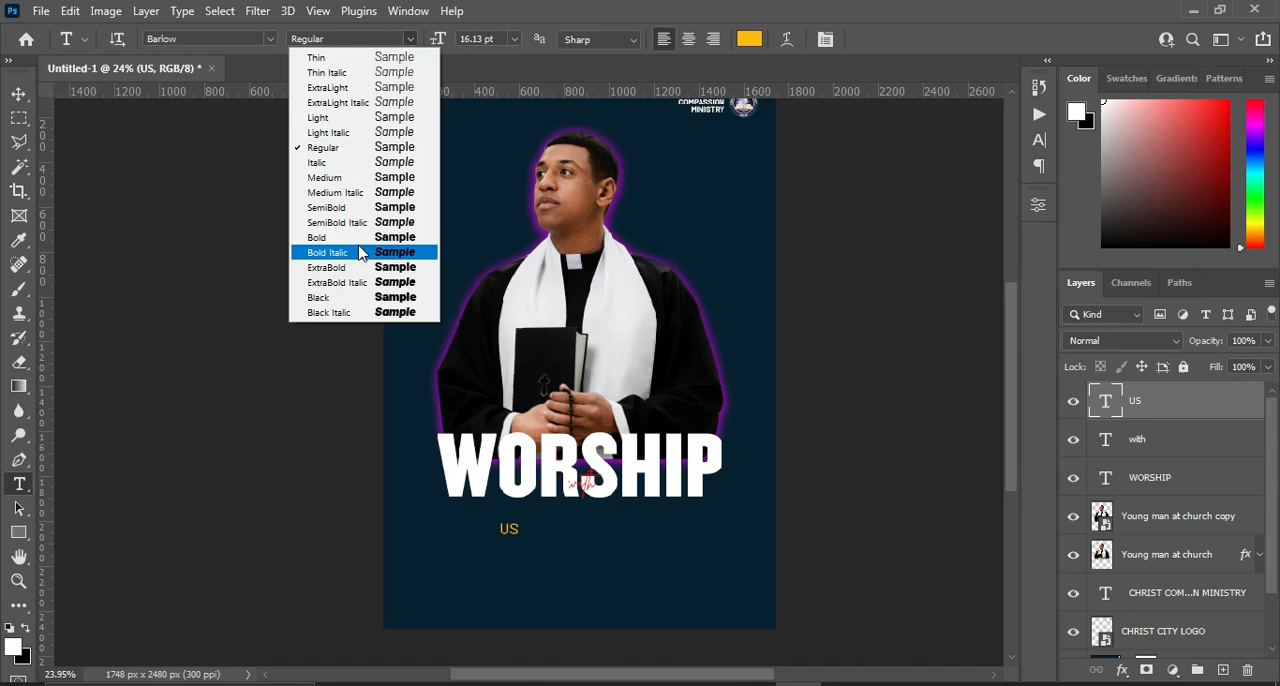 Ps File Edit Image Layer Type Select Filter 3D View Plugins Window Help
Barlow Regular 16.13 pt aa Sharp
Untitled-1 @ 24% (US, RGB/8) *
1400 1200 1000 800 600 400 600 800 1000 1200 1400 1600 1800 2000 2200 2400 2600
Thin Sample
Thin Italic Sample
ExtraLight Sample
ExtraLight Italic Sample
Light Sample
Light Italic Sample
Regular Sample
Italic Sample
Medium Sample
Medium Italic Sample
SemiBold Sample
SemiBold Italic Sample
Bold Sample
Bold Italic Sample
ExtraBold Sample
ExtraBold Italic Sample
Black Sample
Black Italic Sample
COMPASSION
MINISTRY
WORSHIP
with
US
Color Swatches Gradients Patterns
Layers Channels Paths
Kind
Normal Opacity: 100%
Lock: Fill: 100%
US
with
WORSHIP
Young man at church copy
Young man at church fx
CHRIST COM...N MINISTRY
CHRIST CITY LOGO
23.95% 1748 px x 2480 px (300 ppi)